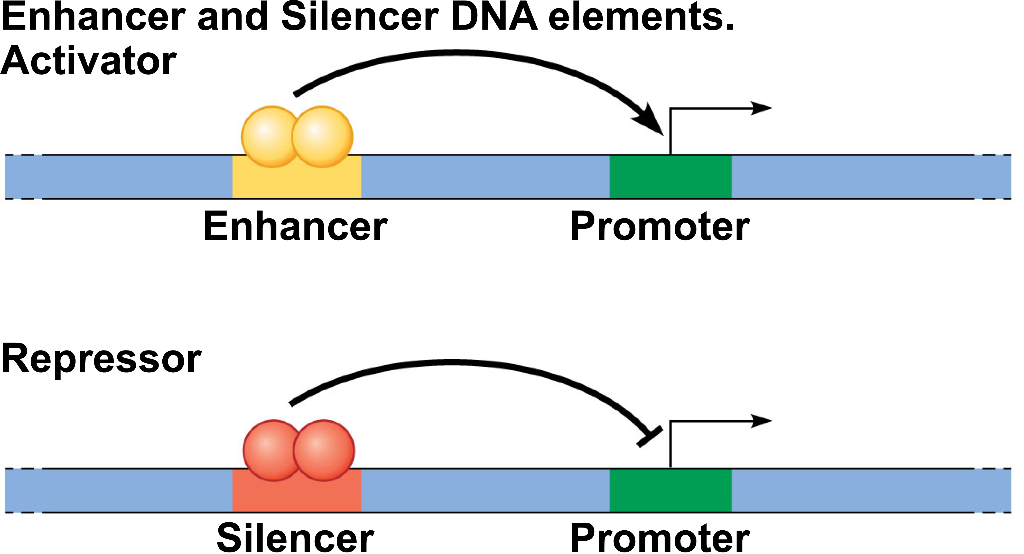 Enhancer and Silencer DNA elements.
Activator
Enhancer
Promoter
Repressor
Silencer
Promoter